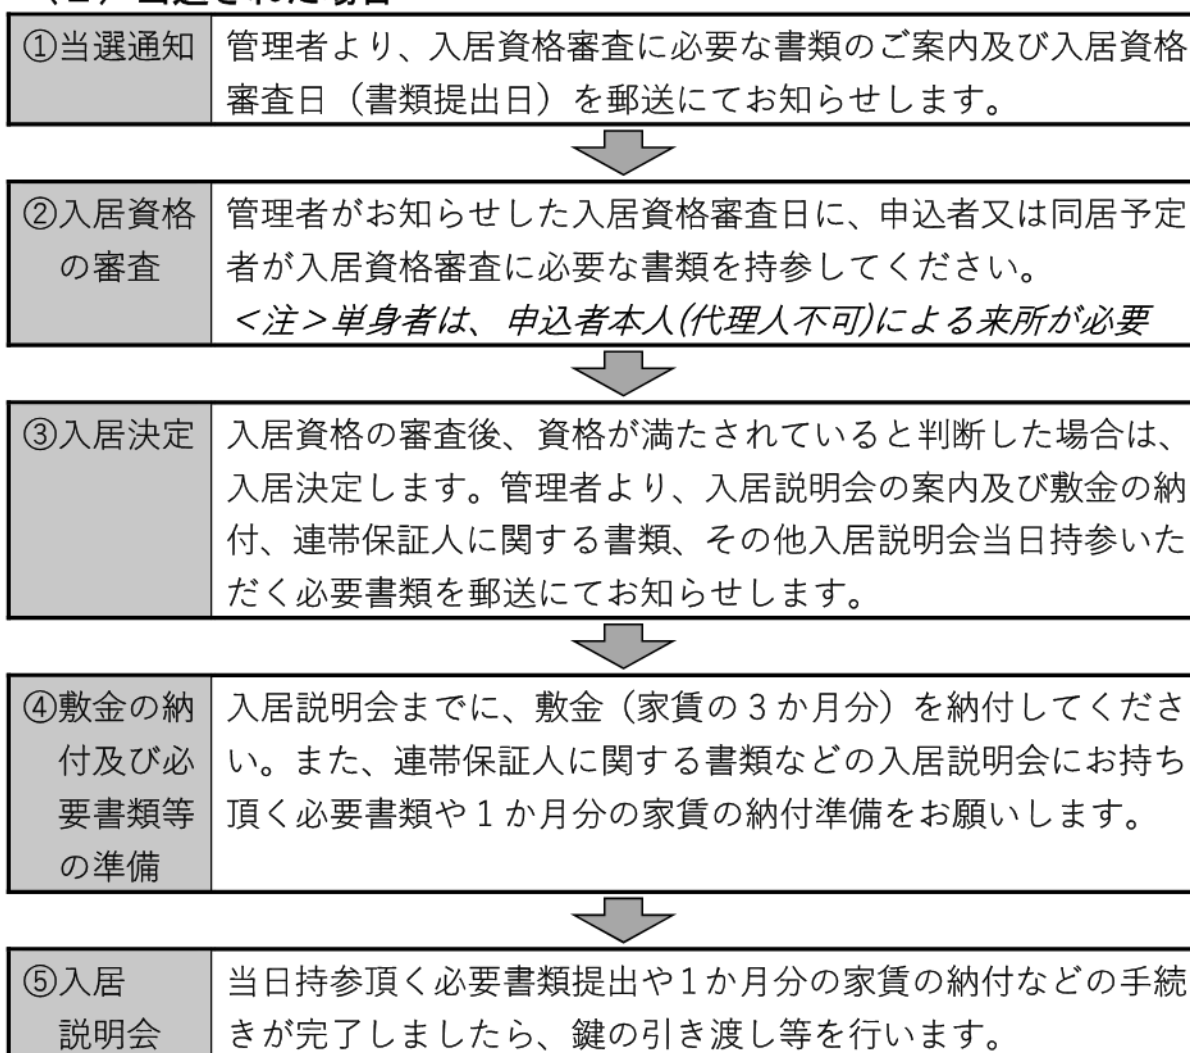 ①当選通知
管理者より、入居資格審査に必要な書類のご案内及び入居資格
審査日（書類提出日）を郵送にてお知らせします。
②入居資格
の審査
管理者がお知らせした入居資格審査日に、申込者又は同居予定
者が入居資格審査に必要な書類を持参してください。
＜注＞単身者は、申込者本人(代理人不可)による来所が必要
③入居決定
入居資格の審査後、資格が満たされていると判断した場合は、
入居決定します。管理者より、入居説明会の案内及び敷金の納
付、連帯保証人に関する書類、その他入居説明会当日持参いた
だく必要書類を郵送にてお知らせします。
④敷金の納
付及び必
要書類等
の準備
入居説明会までに、敷金（家賃の３か月分）を納付してくださ
い。また、連帯保証人に関する書類などの入居説明会にお持ち
頂く必要書類や１か月分の家賃の納付準備をお願いします。
⑤入居
説明会
当日持参頂く必要書類提出や１か月分の家賃の納付などの手続
きが完了しましたら、鍵の引き渡し等を行います。